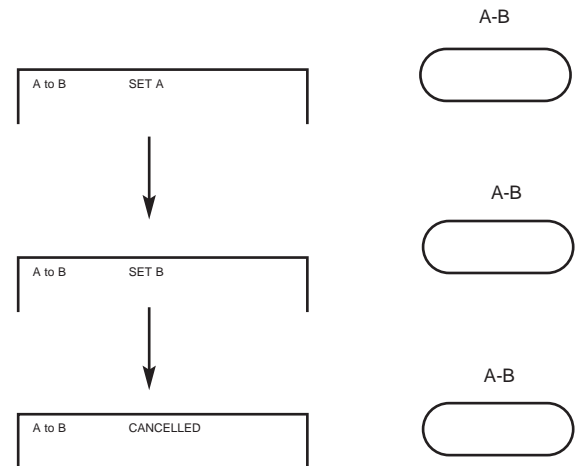 A-B
A to B SET A
A-B
A to B SET B
A-B
A to B CANCELLED